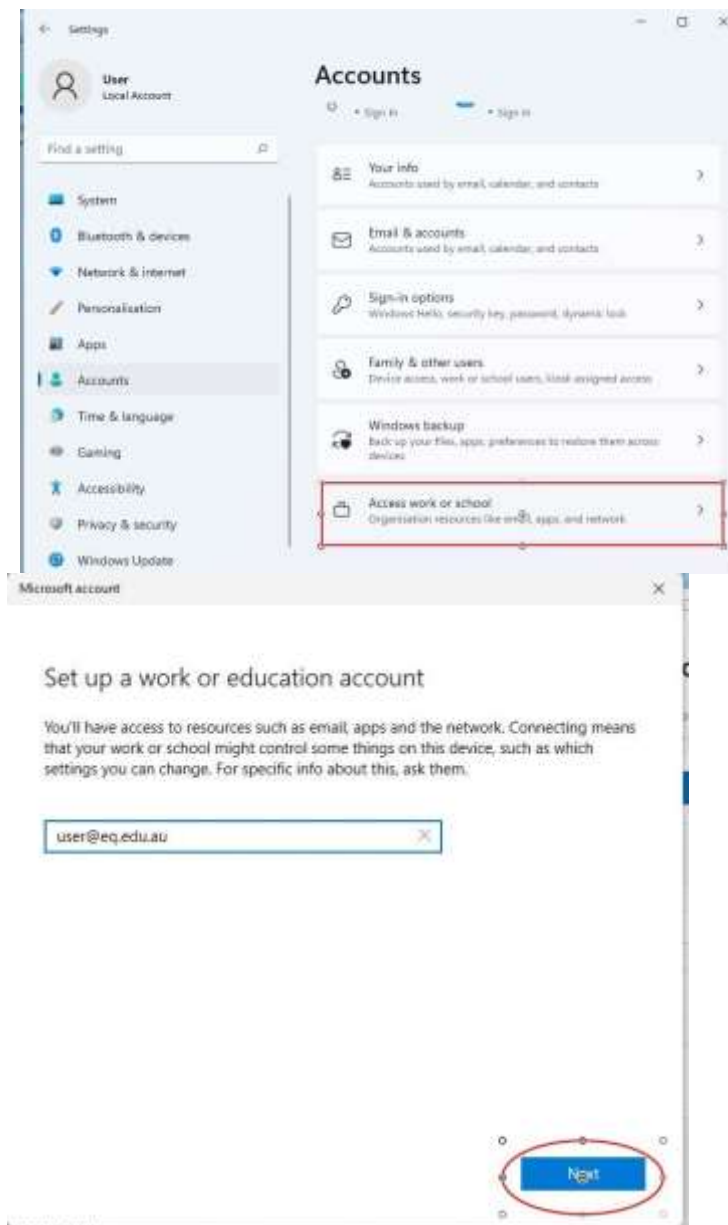 Settings
User
Local Account
Find a setting
System
Bluetooth & devices
Network & internet
Personalisation
Apps
Accounts
Time & language
Gaming
Accessibility
Privacy & security
Windows Update
Accounts
• Sign in
• Sign in
Your info
Accounts used by email, calendar, and contacts
Email & accounts
Accounts used by email, calendar, and contacts
Sign-in options
Windows Hello, security key, password, dynamic lock
Family & other users
Device access, work or school users, kiosk assigned access
Windows backup
Back up your files, apps, preferences to restore them across
devices
Access work or school
Organisation resources like email, apps, and network
Microsoft account
Set up a work or education account
You'll have access to resources such as email, apps and the network. Connecting means
that your work or school might control some things on this device, such as which
settings you can change. For specific info about this, ask them.
user@eq.edu.au
Next